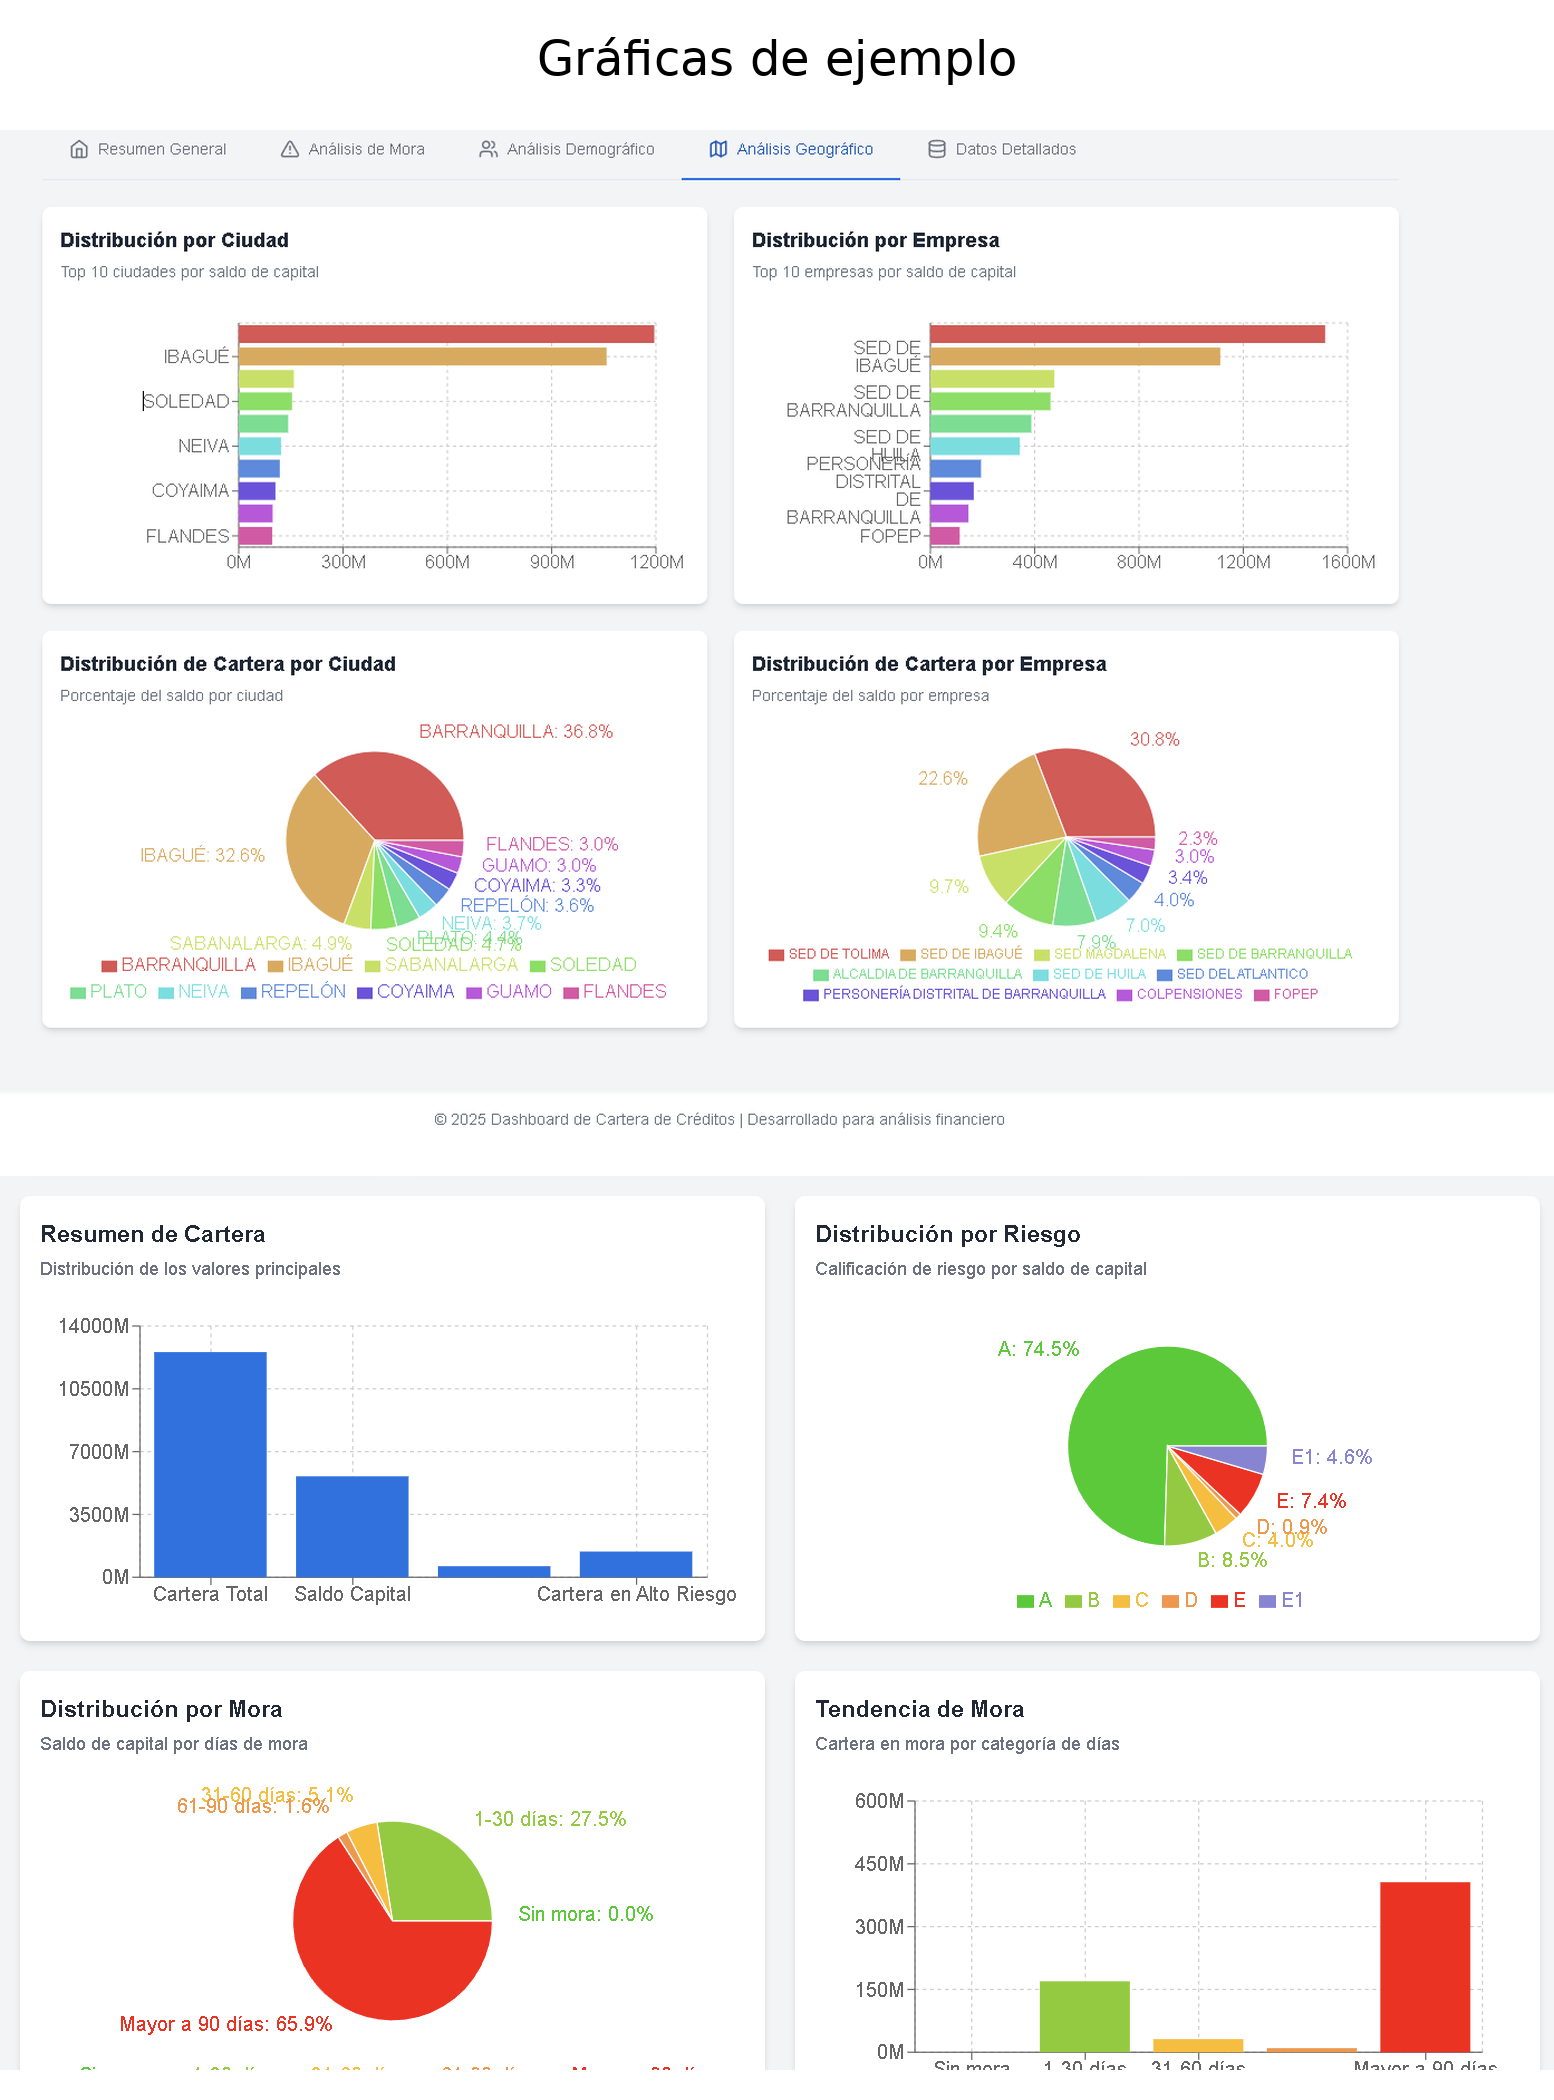 Gráficas de ejemplo
Resumen General
Análisis de Mora
Análisis Demográfico
Análisis Geográfico
Datos Detallados
Distribución por Ciudad
Top 10 ciudades por saldo de capital
IBAGUÉ
SOLEDAD
NEIVA
COYAIMA
FLANDES
0M 300M 600M 900M 1200M
Distribución por Empresa
Top 10 empresas por saldo de capital
SED DE
IBAGUÉ
SED DE
BARRANQUILLA
SED DE
HUILA
PERSONERÍA
DISTRITAL
DE
BARRANQUILLA
FOPEP
0M 400M 800M 1200M 1600M
Distribución de Cartera por Ciudad
Porcentaje del saldo por ciudad
BARRANQUILLA: 36.8%
IBAGUÉ: 32.6%
FLANDES: 3.0%
GUAMO: 3.0%
COYAIMA: 3.3%
REPELÓN: 3.6%
NEIVA: 3.7%
PLATO: 4.4%
SOLEDAD: 4.7%
SABANALARGA: 4.9%
BARRANQUILLA IBAGUÉ SABANALARGA SOLEDAD
PLATO NEIVA REPELÓN COYAIMA GUAMO FLANDES
Distribución de Cartera por Empresa
Porcentaje del saldo por empresa
30.8%
22.6%
2.3%
3.0%
3.4%
4.0%
9.7%
7.0%
9.4%
7.9%
SED DE TOLIMA SED DE IBAGUÉ SED MAGDALENA SED DE BARRANQUILLA
ALCALDIA DE BARRANQUILLA SED DE HUILA SED DEL ATLANTICO
PERSONERÍA DISTRITAL DE BARRANQUILLA COLPENSIONES FOPEP
© 2025 Dashboard de Cartera de Créditos | Desarrollado para análisis financiero
Resumen de Cartera
Distribución de los valores principales
14000M
10500M
7000M
3500M
0M
Cartera Total Saldo Capital Cartera en Alto Riesgo
Distribución por Riesgo
Calificación de riesgo por saldo de capital
A: 74.5%
E1: 4.6%
E: 7.4%
D: 0.9%
C: 4.0%
B: 8.5%
A B C D E E1
Distribución por Mora
Saldo de capital por días de mora
31-60 días: 5.1%
61-90 días: 1.6%
1-30 días: 27.5%
Sin mora: 0.0%
Mayor a 90 días: 65.9%
Tendencia de Mora
Cartera en mora por categoría de días
600M
450M
300M
150M
0M
Sin mora 1-30 días 31-60 días Mayor a 90 días